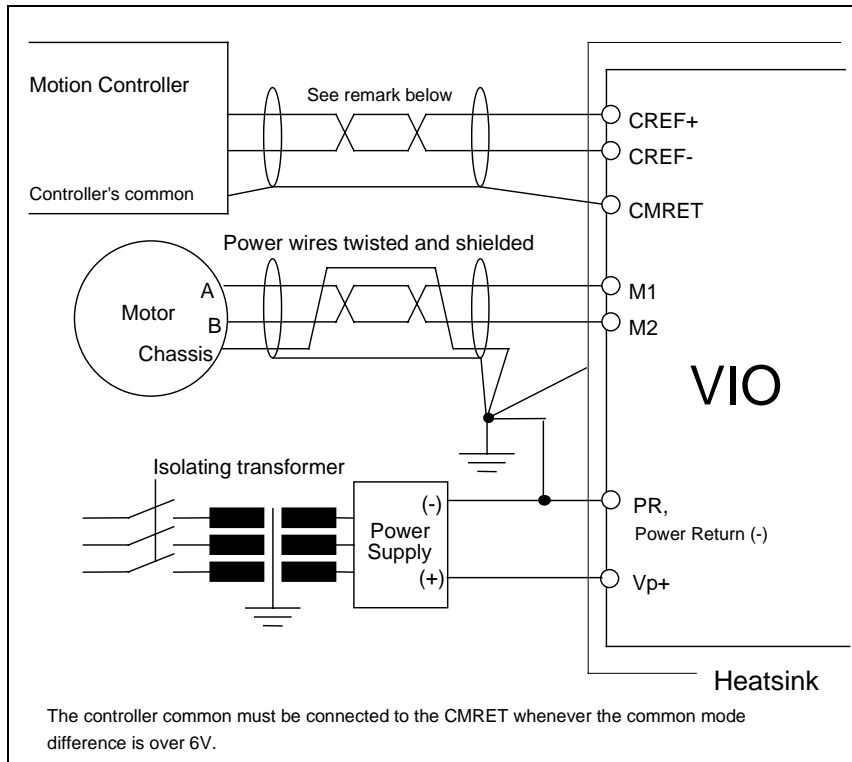 Motion Controller
See remark below
CREF+
CREF-
Controller's common
CMRET
Power wires twisted and shielded
A
M1
Motor
B
M2
Chassis
VIO
Isolating transformer
(-)
PR,
Power
Supply
Power Return (-)
(+)
Vp+
Heatsink
The controller common must be connected to the CMRET whenever the common mode
difference is over 6V.